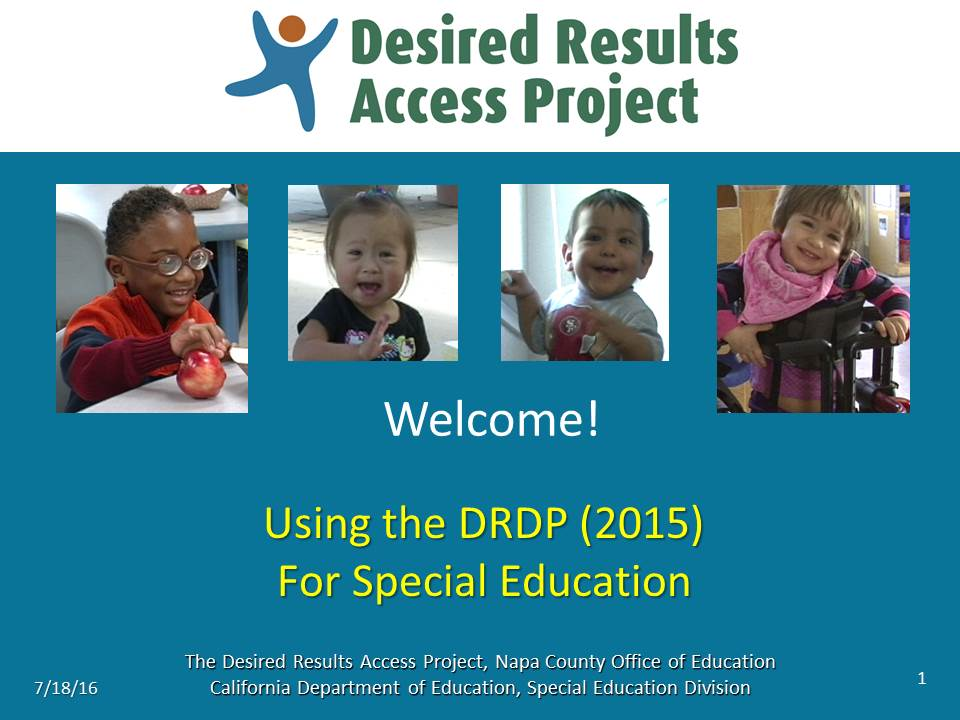 Desired Results
Access Project
Welcome!
Using the DRDP (2015)
For Special Education
The Desired Results Access Project, Napa County Office of Education
California Department of Education, Special Education Division
7/18/16
1